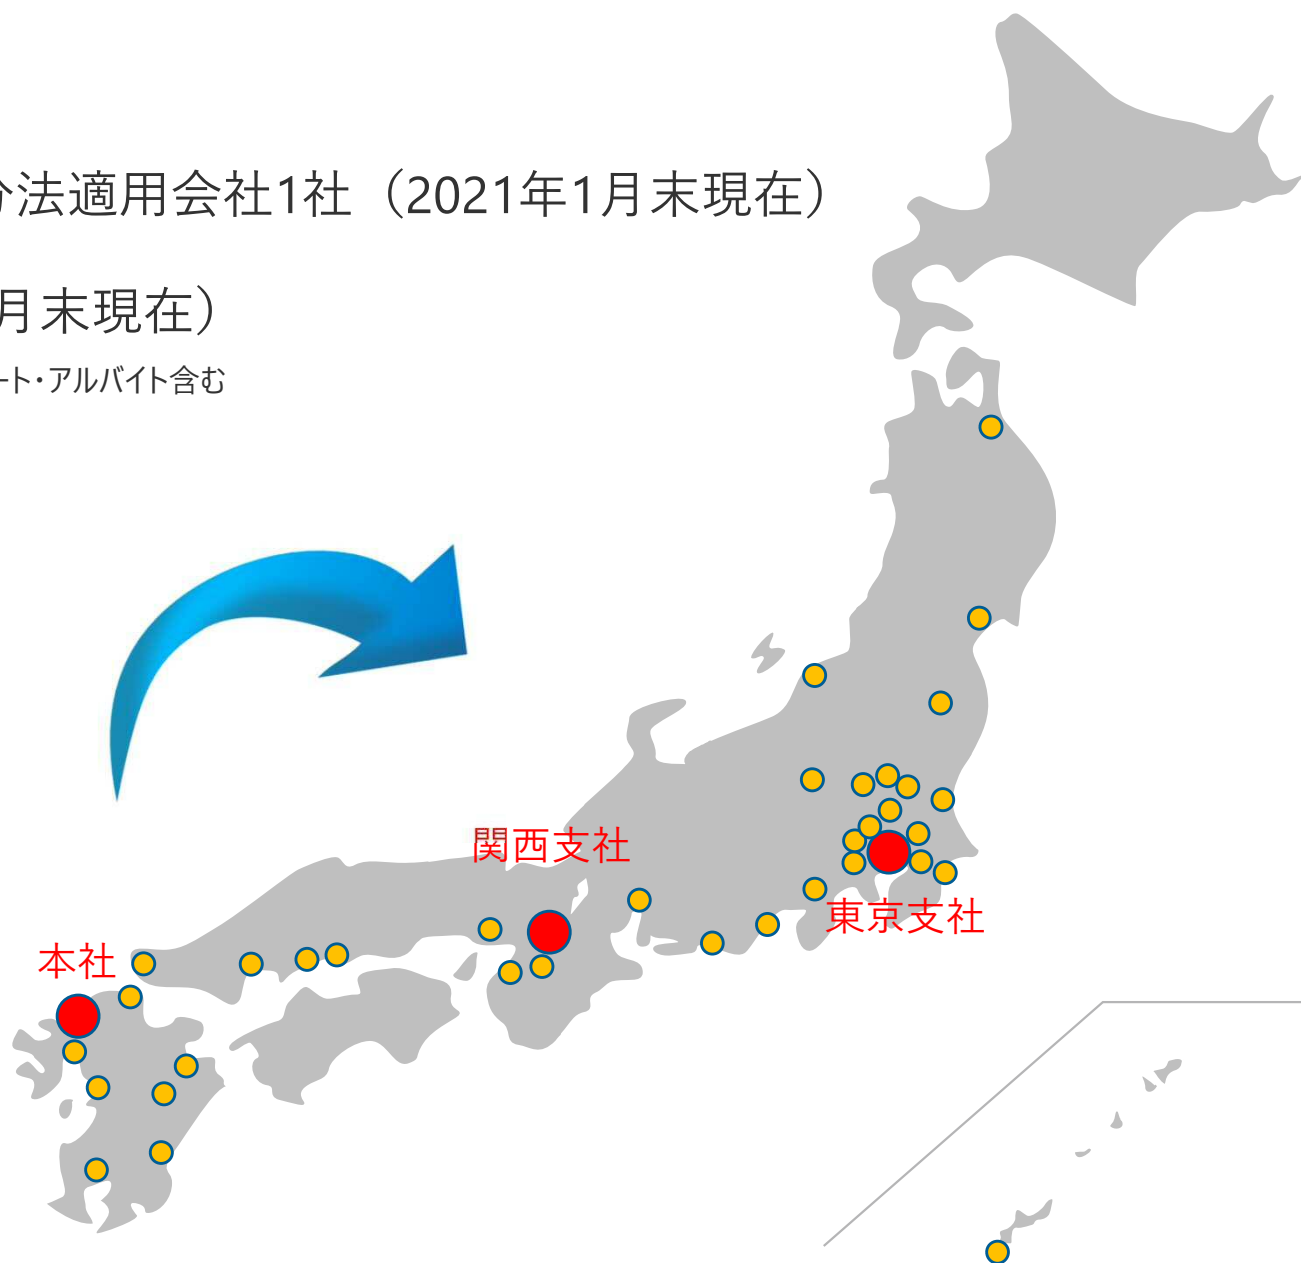 分法適用会社1社（2021年1月末現在）
月末現在）
ート・アルバイト含む
関西支社
東京支社
本社